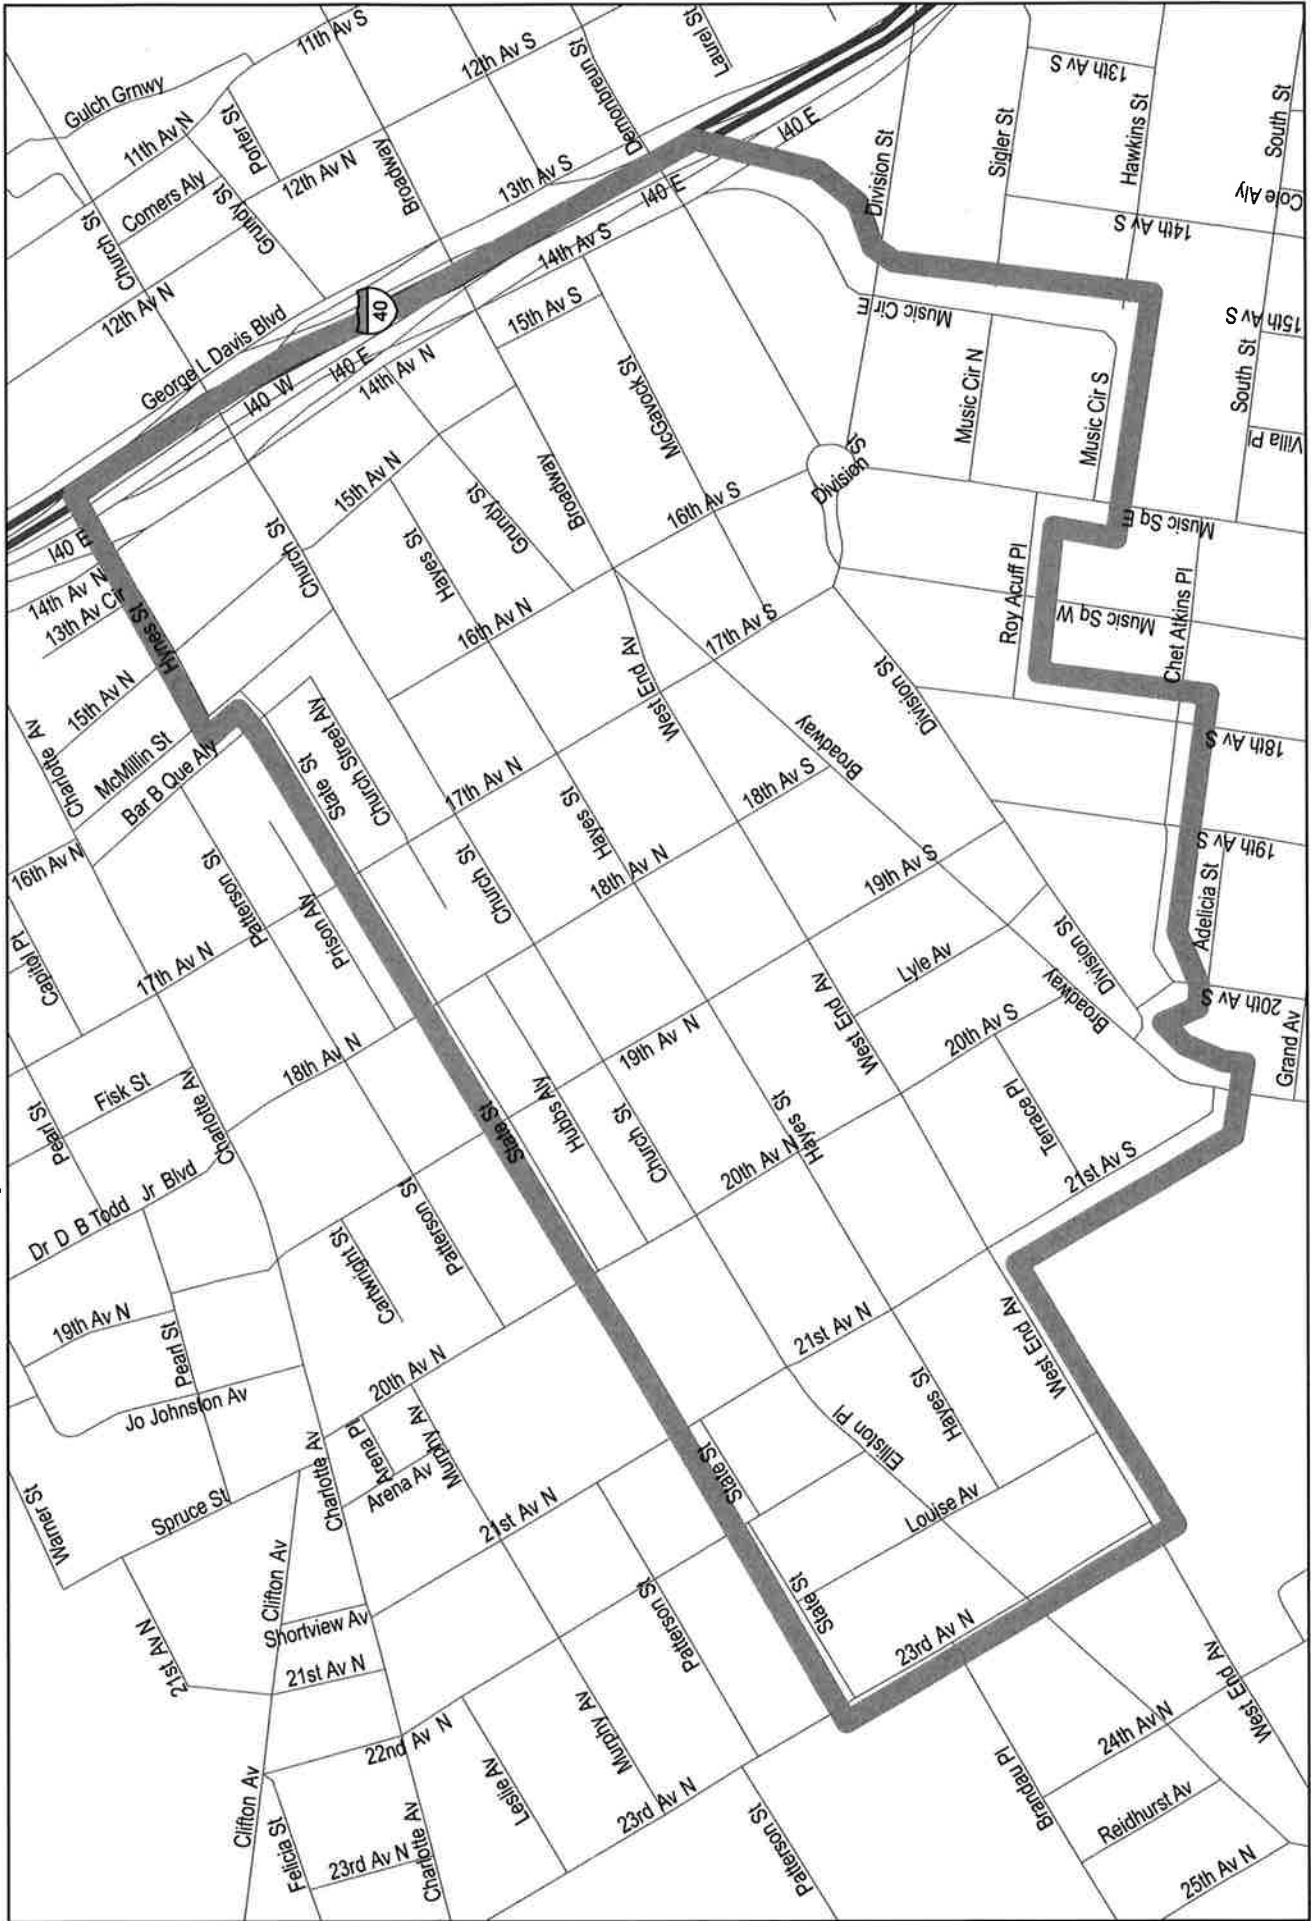 11th Av S
12th Av S
Demonbreun St
Laurel St
13th Av S
Gulch Grnwy
11th Av N
Porter St
Broadway
12th Av N
Comers Aly
Grundy St
Church St
12th Av N
13th Av S
I40 E
I40 E
Division St
Sigler St
Hawkins St
South St
Cole Aly
14th Av S
14th Av S
15th Av S
15th Av S
South St
Villa Pl
George L Davis Blvd
40
I40 W
I40 E
14th Av N
Music Cir E
Music Cir N
Music Cir S
McGavock St
15th Av N
Church St
Hayes St
Grundy St
Broadway
16th Av S
Division St
Music Sq E
I40 E
14th Av N
13th Av Cir
Hynes St
15th Av N
16th Av N
West End Av
17th Av S
Roy Acuff Pl
Music Sq W
Chet Atkins Pl
Charlotte Av
McMillin St
Bar B Que Aly
State St
Church Street Aly
17th Av N
Hayes St
18th Av S
Broadway
Division St
18th Av S
16th Av N
Patterson St
Prison Aly
Church St
18th Av N
19th Av S
19th Av S
Adelicia St
Capitol Pt
17th Av N
West End Av
Lyle Av
Division St
Broadway
20th Av S
Grand Av
Pearl St
Fisk St
Charlotte Av
18th Av N
State St
Hubbs Aly
19th Av N
Church St
Hayes St
20th Av S
Terrace Pl
20th Av N
21st Av S
Dr D B Todd Jr Blvd
Patterson St
Cartwright St
19th Av N
Pearl St
Jo Johnston Av
20th Av N
21st Av N
West End Av
Hayes St
Elliston Pl
Warner St
Spruce St
Charlotte Av
Arena Pl
Arena Av
Murphy Av
State St
Louise Av
21st Av N
Clifton Av
Shortview Av
21st Av N
21st Av N
Patterson St
State St
23rd Av N
22nd Av N
Leslie Av
Murphy Av
23rd Av N
Patterson St
Brandau Pl
24th Av N
West End Av
Reidhurst Av
25th Av N
Clifton Av
Felicia St
23rd Av N
Charlotte Av